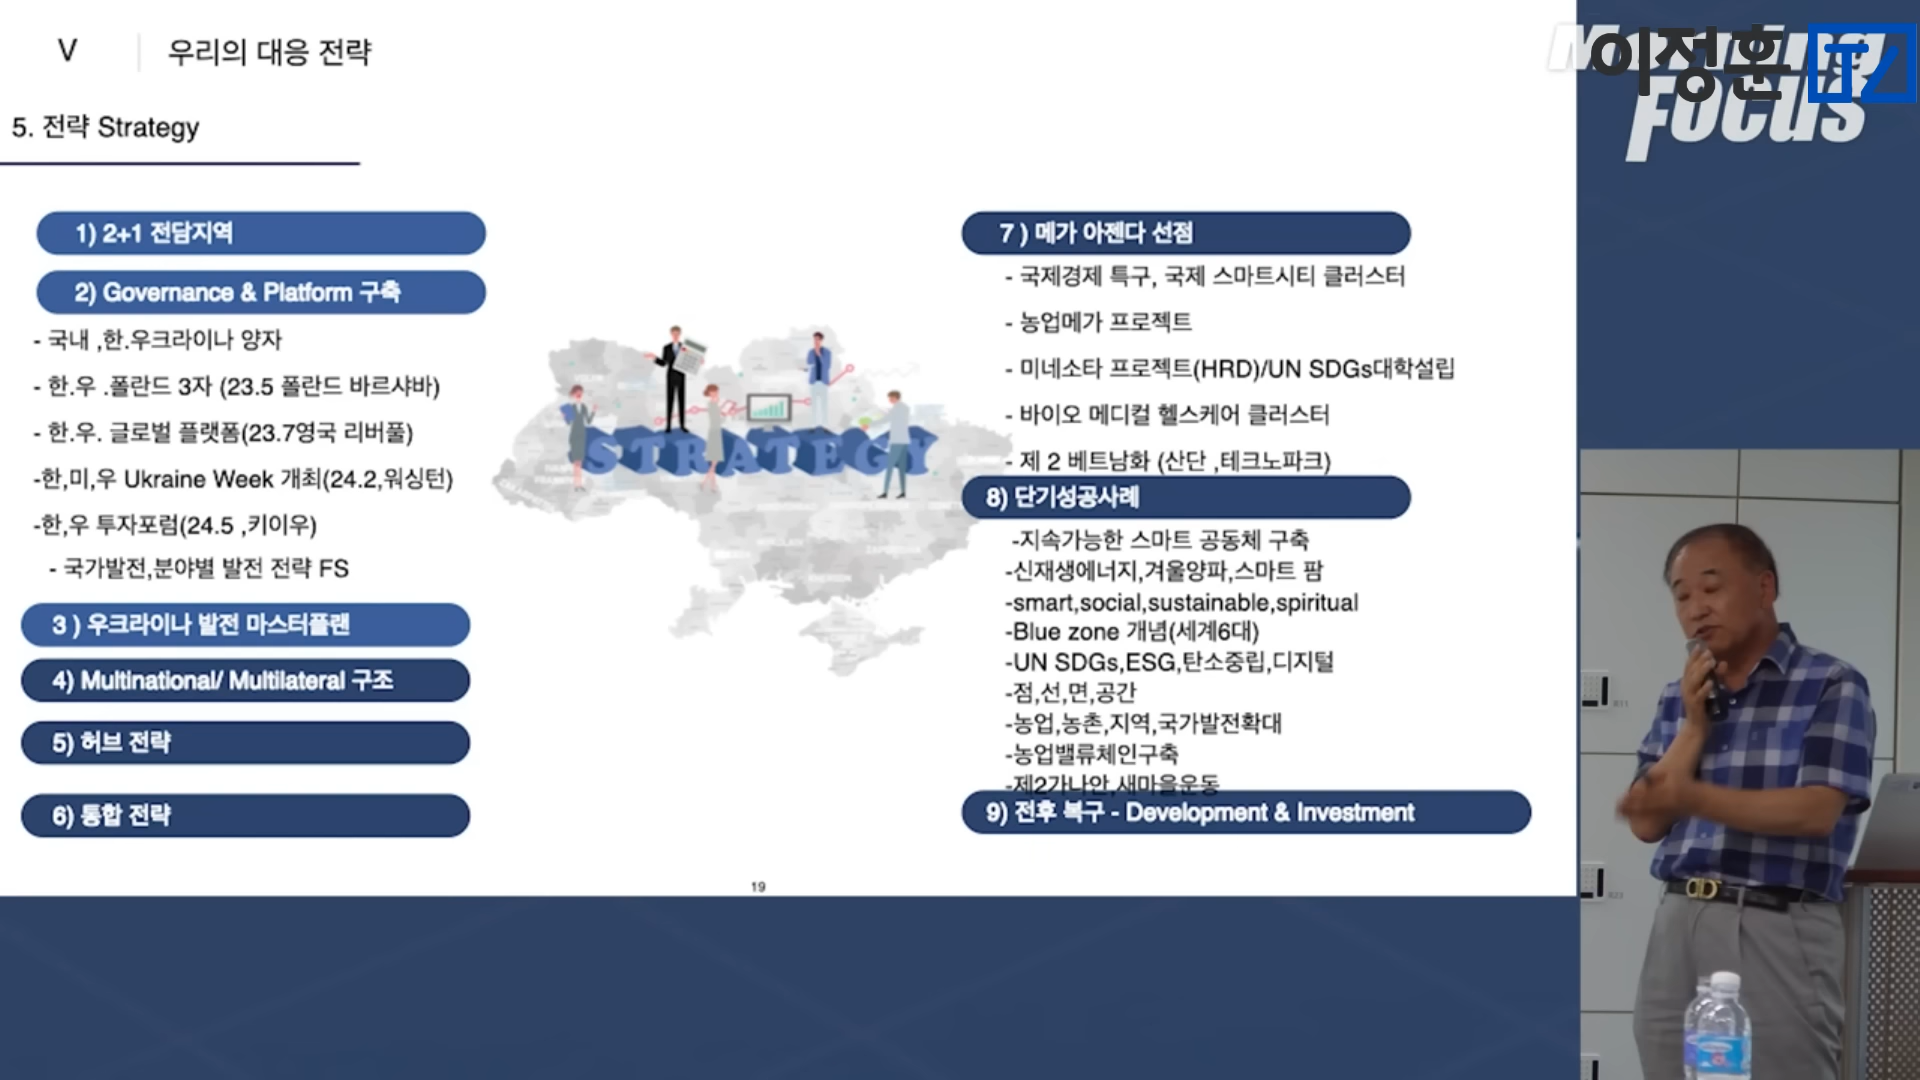 V
우리의 대응 전략
5. 전략 Strategy
1) 2+1 전담지역
2) Governance & Platform 구축
- 국내 ,한.우크라이나 양자
- 한.우 .폴란드 3자 (23.5 폴란드 바르샤바)
- 한.우. 글로벌 플랫폼(23.7영국 리버풀)
-한,미,우 Ukraine Week 개최(24.2,워싱턴)
-한,우 투자포럼(24.5 ,키이우)
- 국가발전,분야별 발전 전략 FS
3 ) 우크라이나 발전 마스터플랜
4) Multinational/ Multilateral 구조
5) 허브 전략
6) 통합 전략
STRATEGY
7 ) 메가 아젠다 선점
- 국제경제 특구, 국제 스마트시티 클러스터
- 농업메가 프로젝트
- 미네소타 프로젝트(HRD)/UN SDGs대학설립
- 바이오 메디컬 헬스케어 클러스터
- 제 2 베트남화 (산단 ,테크노파크)
8) 단기성공사례
-지속가능한 스마트 공동체 구축
-신재생에너지,겨울양파,스마트 팜
-smart,social,sustainable,spiritual
-Blue zone 개념(세계6대)
-UN SDGs,ESG,탄소중립,디지털
-점,선,면,공간
-농업,농촌,지역,국가발전확대
-농업밸류체인구축
-제2가나안,새마을운동
9) 전후 복구 - Development & Investment
19
Morning
Focus
이정훈 TV